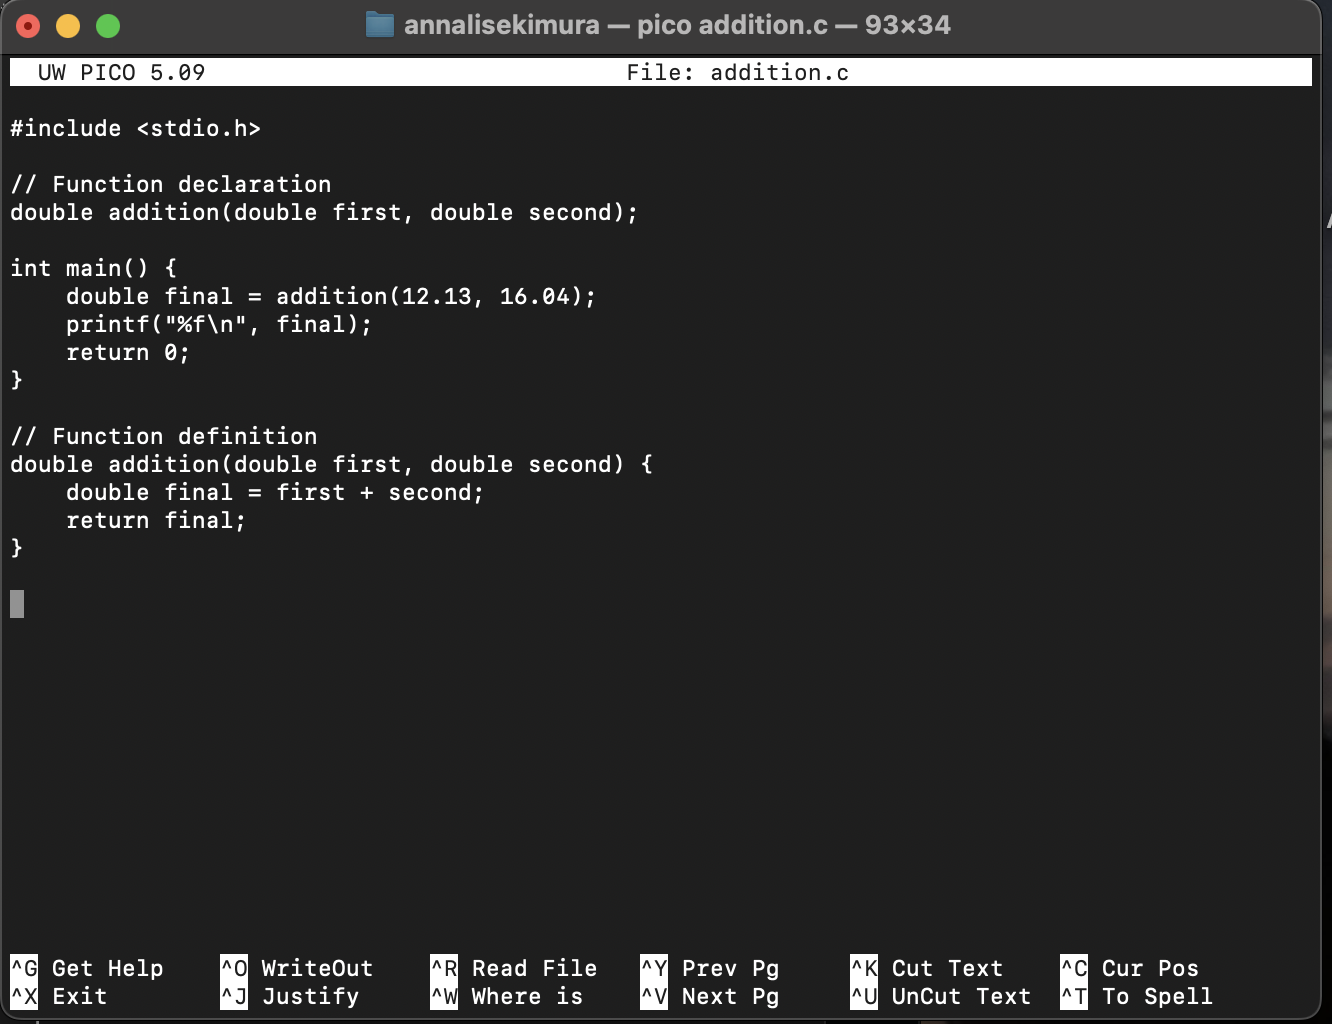 annalisekimura — pico addition.c — 93×34
UW PICO 5.09 File: addition.c
#include <stdio.h>
// Function declaration
double addition(double first, double second);
int main() {
    double final = addition(12.13, 16.04);
    printf("%f\n", final);
    return 0;
}
// Function definition
double addition(double first, double second) {
    double final = first + second;
    return final;
}
^G Get Help ^O WriteOut ^R Read File ^Y Prev Pg ^K Cut Text ^C Cur Pos
^X Exit ^J Justify ^W Where is ^V Next Pg ^U UnCut Text ^T To Spell